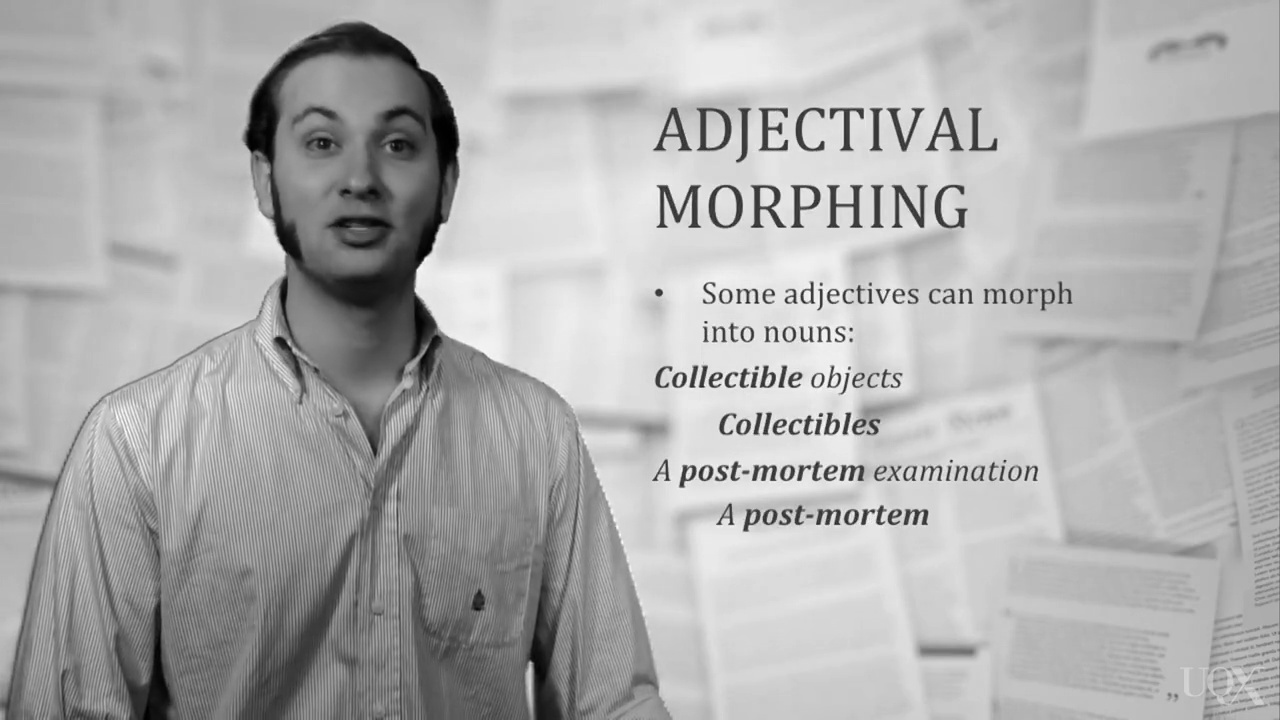 ADJECTIVAL
MORPHING
• Some adjectives can morph
into nouns:
Collectible objects
Collectibles
A post-mortem examination
A post-mortem
UQX